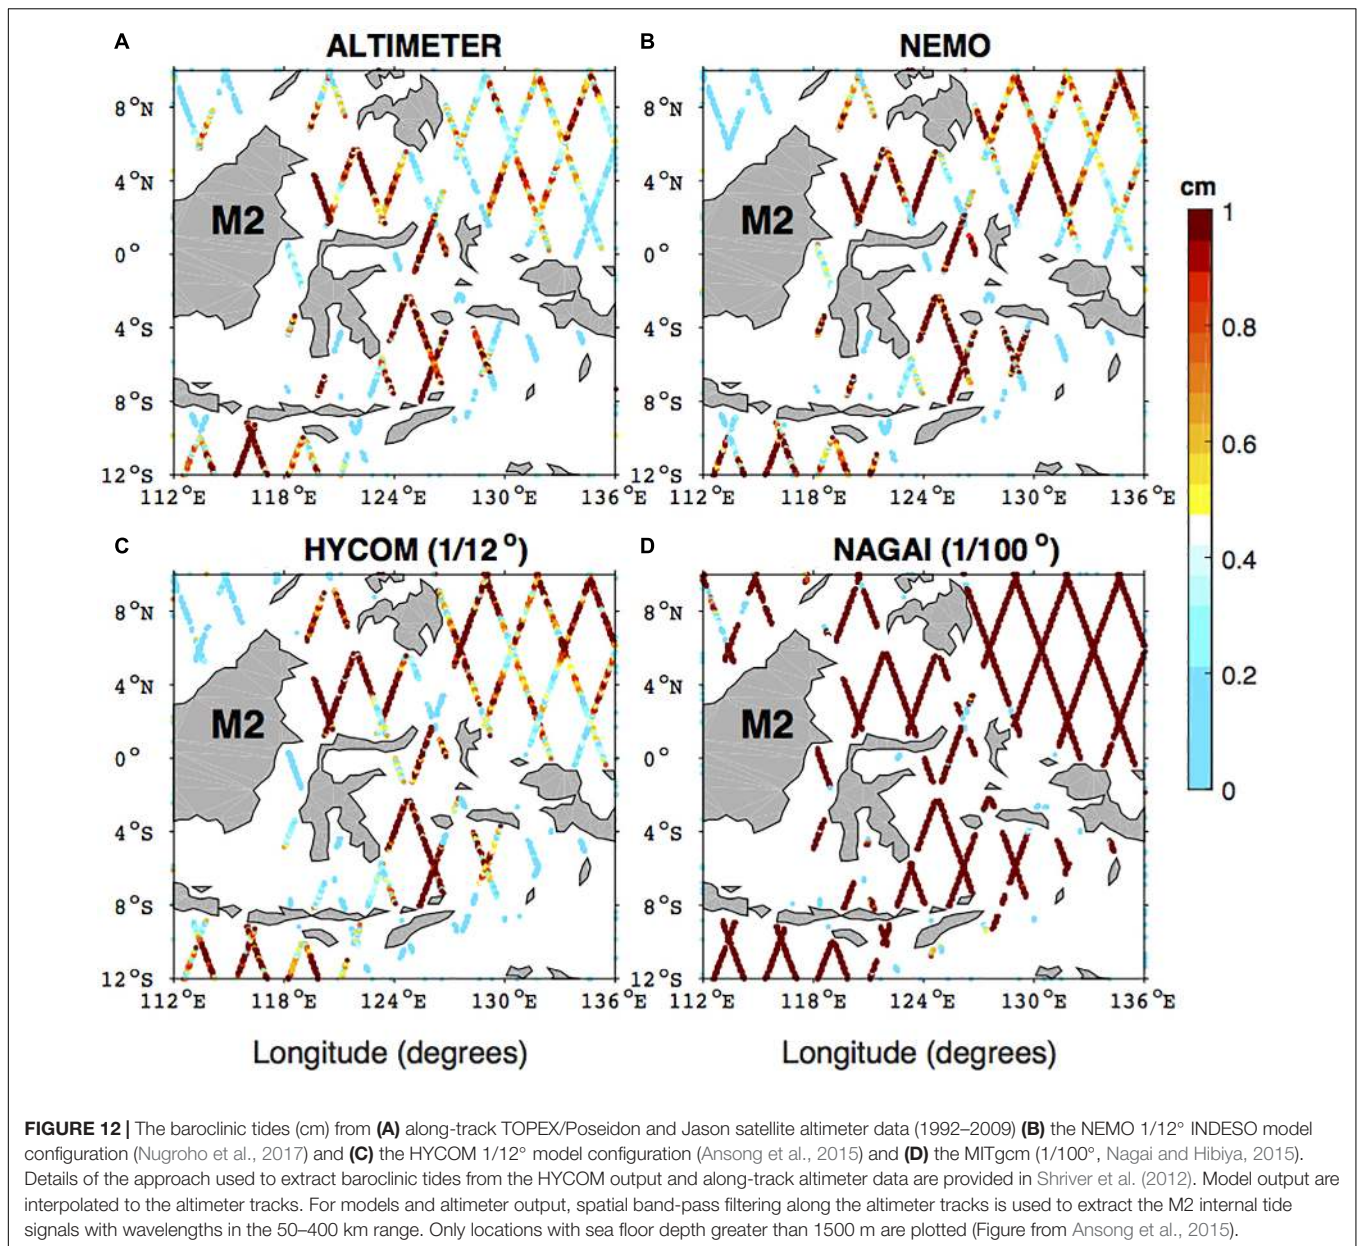 A
ALTIMETER
B
NEMO
8°N
4°N
0°
4°S
8°S
12°S
M2
112°E
118°E
124°E
130°E
136°E
8°N
4°N
0°
4°S
8°S
12°S
M2
112°E
118°E
124°E
130°E
136°E
cm
1
0.8
0.6
0.4
0.2
0
C
HYCOM (1/12°)
D
NAGAI (1/100°)
8°N
4°N
0°
4°S
8°S
12°S
M2
112°E
118°E
124°E
130°E
136°E
8°N
4°N
0°
4°S
8°S
12°S
M2
112°E
118°E
124°E
130°E
136°E
Longitude (degrees)
Longitude (degrees)
FIGURE 12 | The baroclinic tides (cm) from (A) along-track TOPEX/Poseidon and Jason satellite altimeter data (1992–2009) (B) the NEMO 1/12° INDESO model
configuration (Nugroho et al., 2017) and (C) the HYCOM 1/12° model configuration (Ansong et al., 2015) and (D) the MITgcm (1/100°, Nagai and Hibiya, 2015).
Details of the approach used to extract baroclinic tides from the HYCOM output and along-track altimeter data are provided in Shriver et al. (2012). Model output are
interpolated to the altimeter tracks. For models and altimeter output, spatial band-pass filtering along the altimeter tracks is used to extract the M2 internal tide
signals with wavelengths in the 50–400 km range. Only locations with sea floor depth greater than 1500 m are plotted (Figure from Ansong et al., 2015).